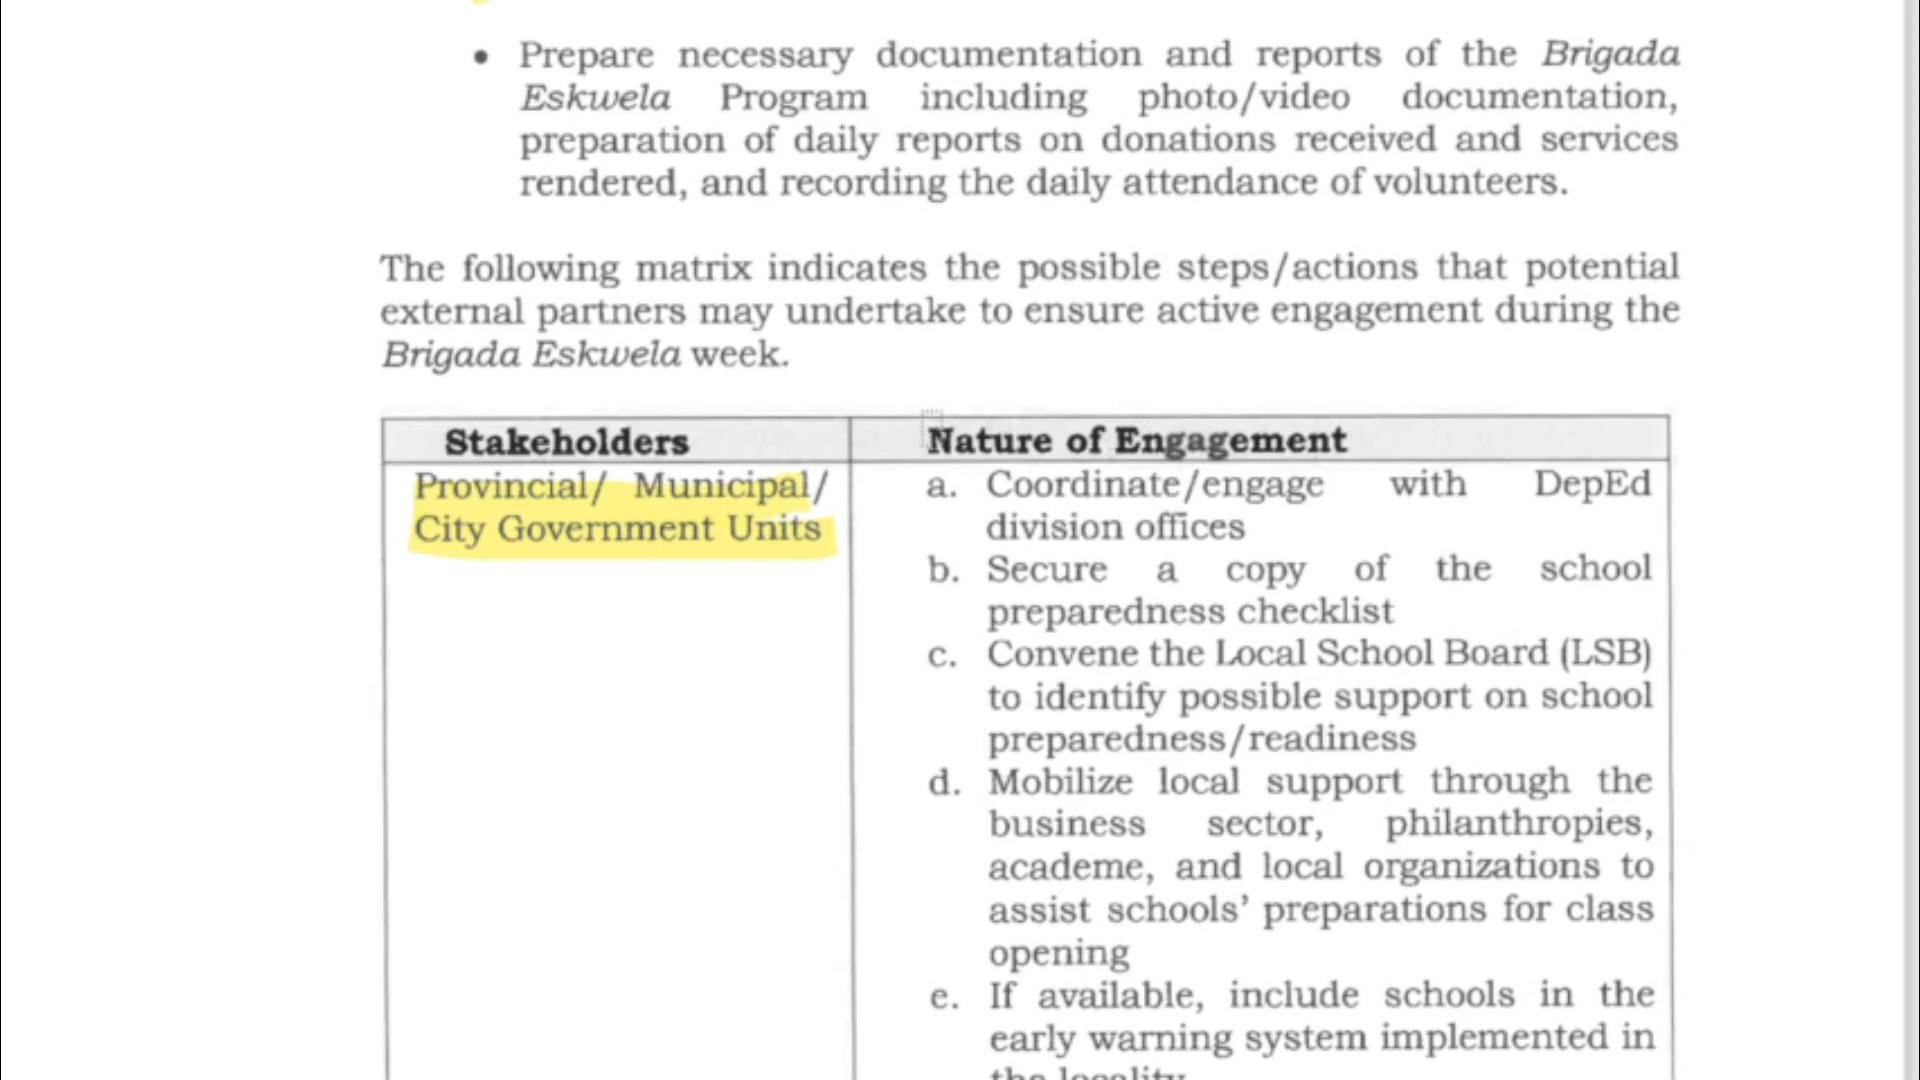 • Prepare necessary documentation and reports of the Brigada
Eskwela Program including photo/video documentation,
preparation of daily reports on donations received and services
rendered, and recording the daily attendance of volunteers.
The following matrix indicates the possible steps/actions that potential
external partners may undertake to ensure active engagement during the
Brigada Eskwela week.
Stakeholders
Nature of Engagement
Provincial/ Municipal/
City Government Units
a. Coordinate/engage with DepEd
division offices
b. Secure a copy of the school
preparedness checklist
c. Convene the Local School Board (LSB)
to identify possible support on school
preparedness/readiness
d. Mobilize local support through the
business sector, philanthropies,
academe, and local organizations to
assist schools' preparations for class
opening
e. If available, include schools in the
early warning system implemented in
the locality